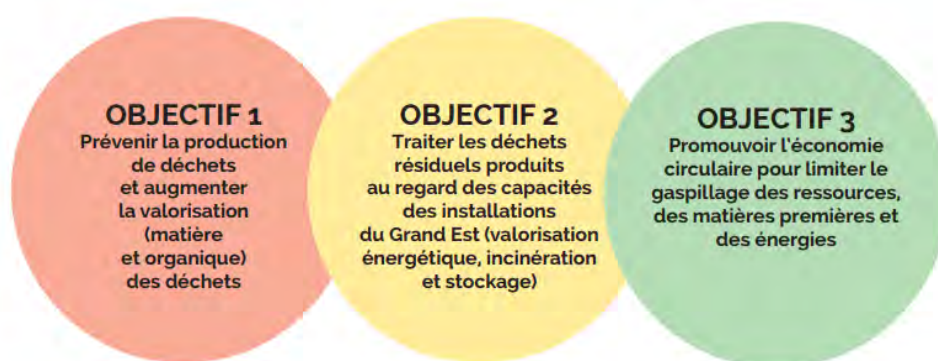 OBJECTIF 1
Prévenir la production
de déchets
et augmenter
la valorisation
(matière
et organique)
des déchets
OBJECTIF 2
Traiter les déchets
résiduels produits
au regard des capacités
des installations
du Grand Est (valorisation
énergétique, incinération
et stockage)
OBJECTIF 3
Promouvoir l'économie
circulaire pour limiter le
gaspillage des ressources,
des matières premières et
des énergies